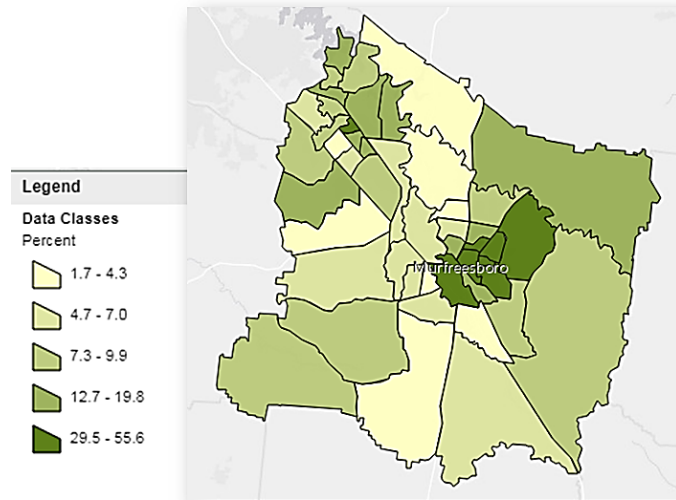 Legend
Data Classes
Percent
1.7 - 4.3
4.7 - 7.0
7.3 - 9.9
12.7 - 19.8
29.5 - 55.6
Murfreesboro